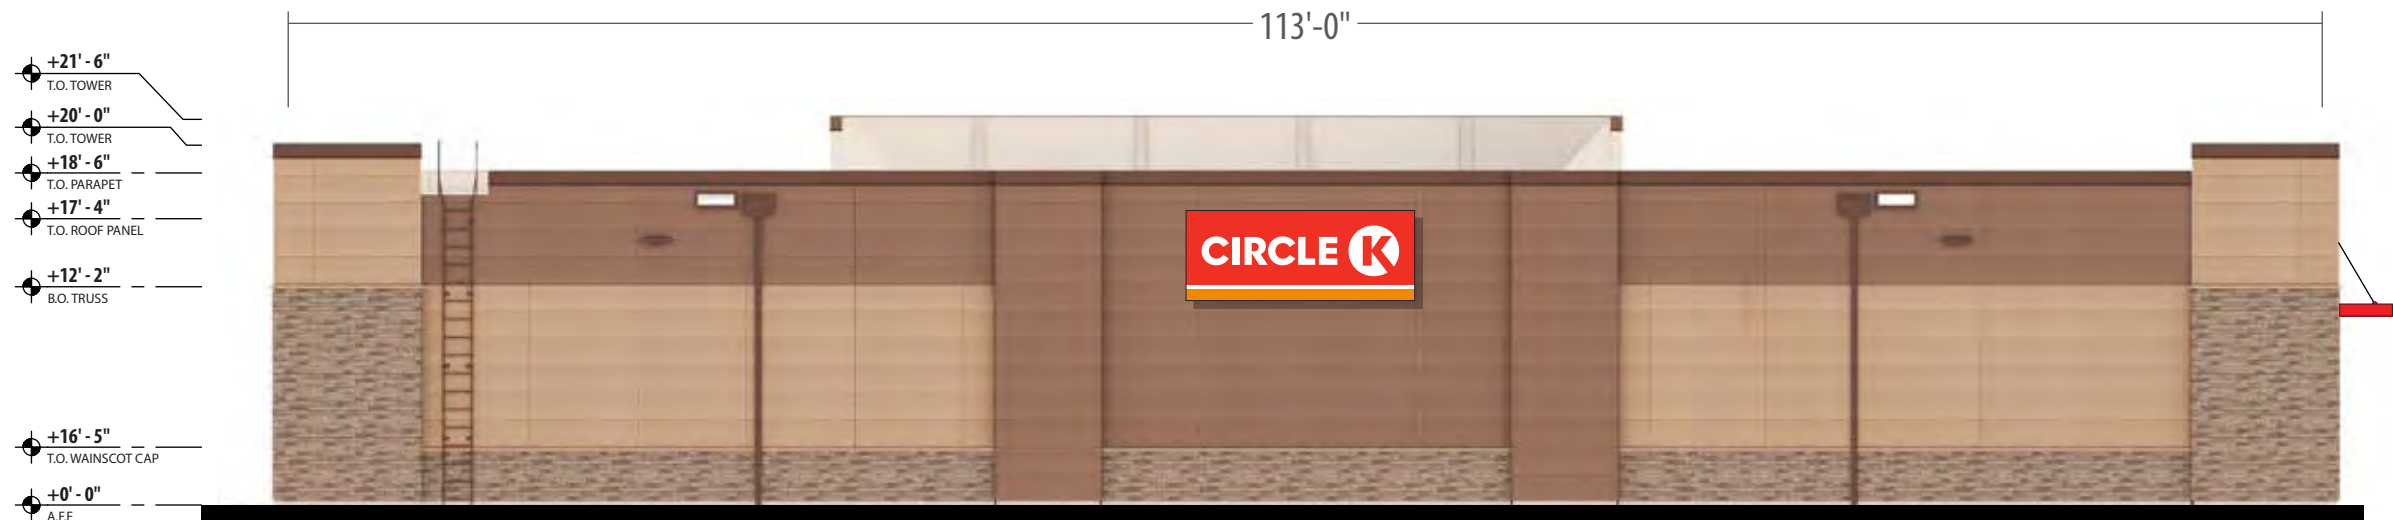 113'-0"
+21' - 6"
T.O. TOWER
+20' - 0"
T.O. TOWER
+18' - 6"
T.O. PARAPET
+17' - 4"
T.O. ROOF PANEL
+12' - 2"
B.O. TRUSS
+16' - 5"
T.O. WAINSCOT CAP
+0' - 0"
A.F.F
CIRCLE K